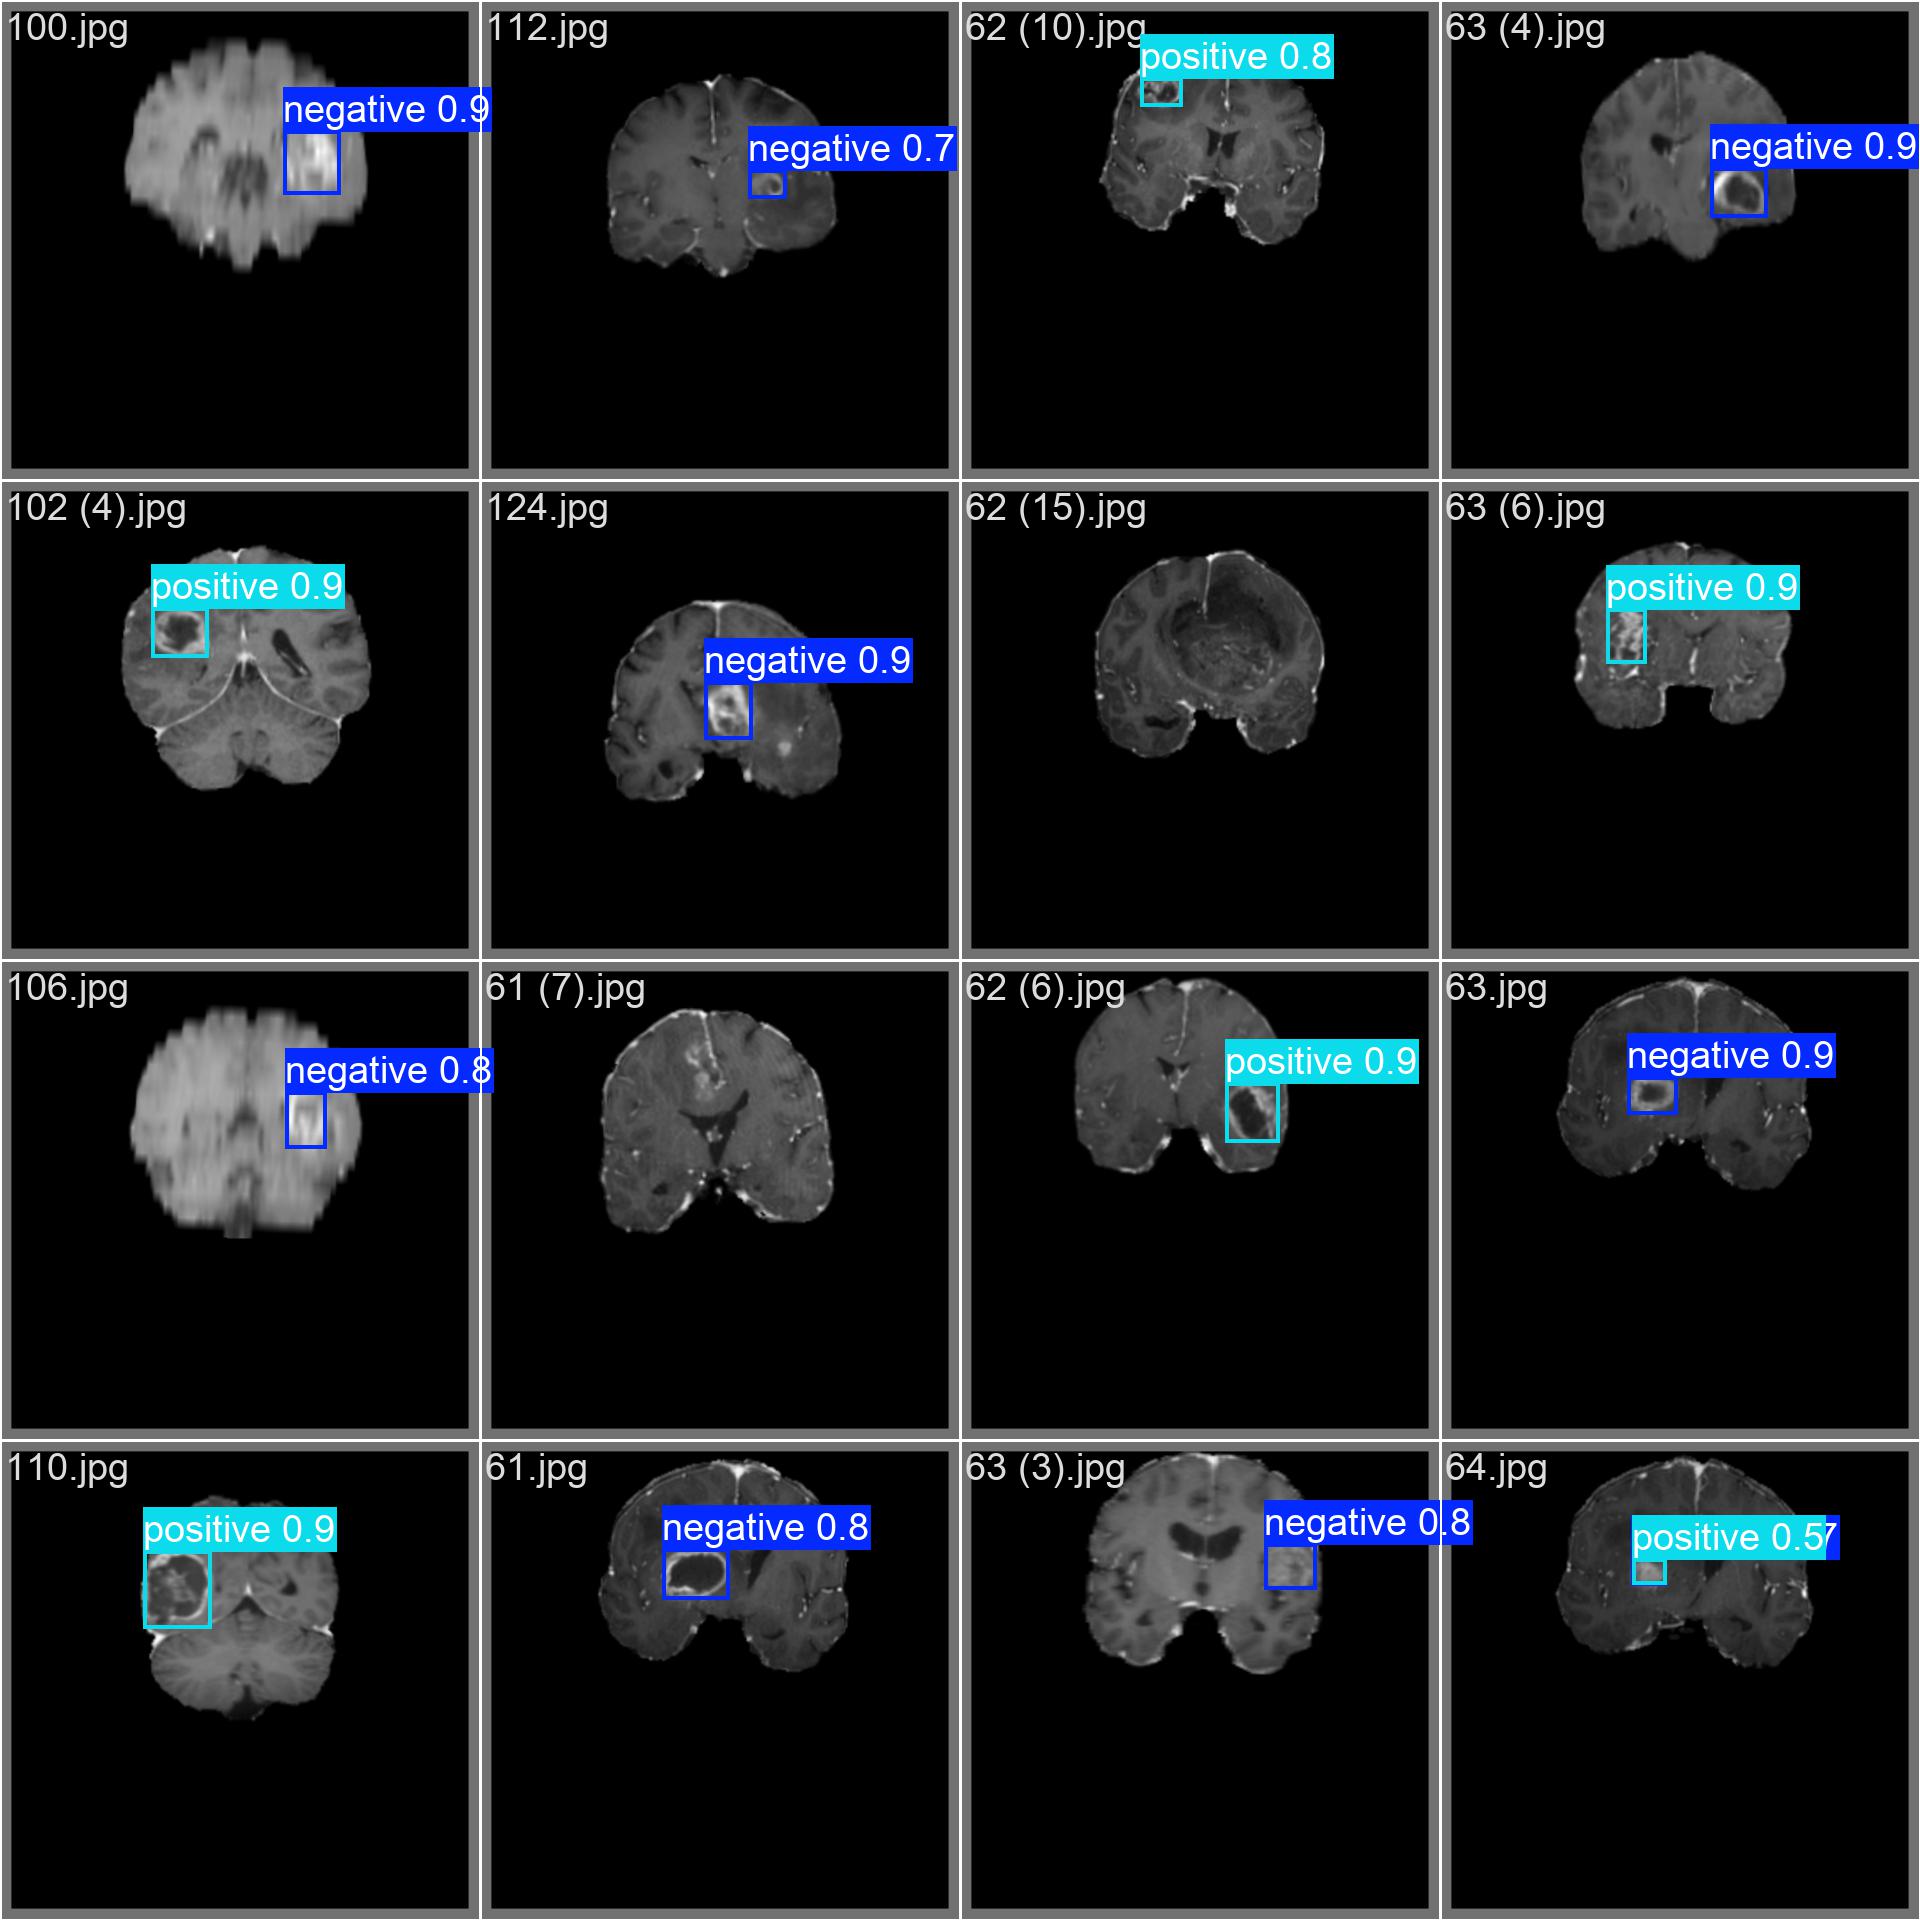 100.jpg
negative 0.9
112.jpg
negative 0.7
62 (10).jpg
positive 0.8
63 (4).jpg
negative 0.9
102 (4).jpg
positive 0.9
124.jpg
negative 0.9
62 (15).jpg
63 (6).jpg
positive 0.9
106.jpg
negative 0.8
61 (7).jpg
62 (6).jpg
positive 0.9
63.jpg
negative 0.9
110.jpg
positive 0.9
61.jpg
negative 0.8
63 (3).jpg
negative 0.8
64.jpg
positive 0.5